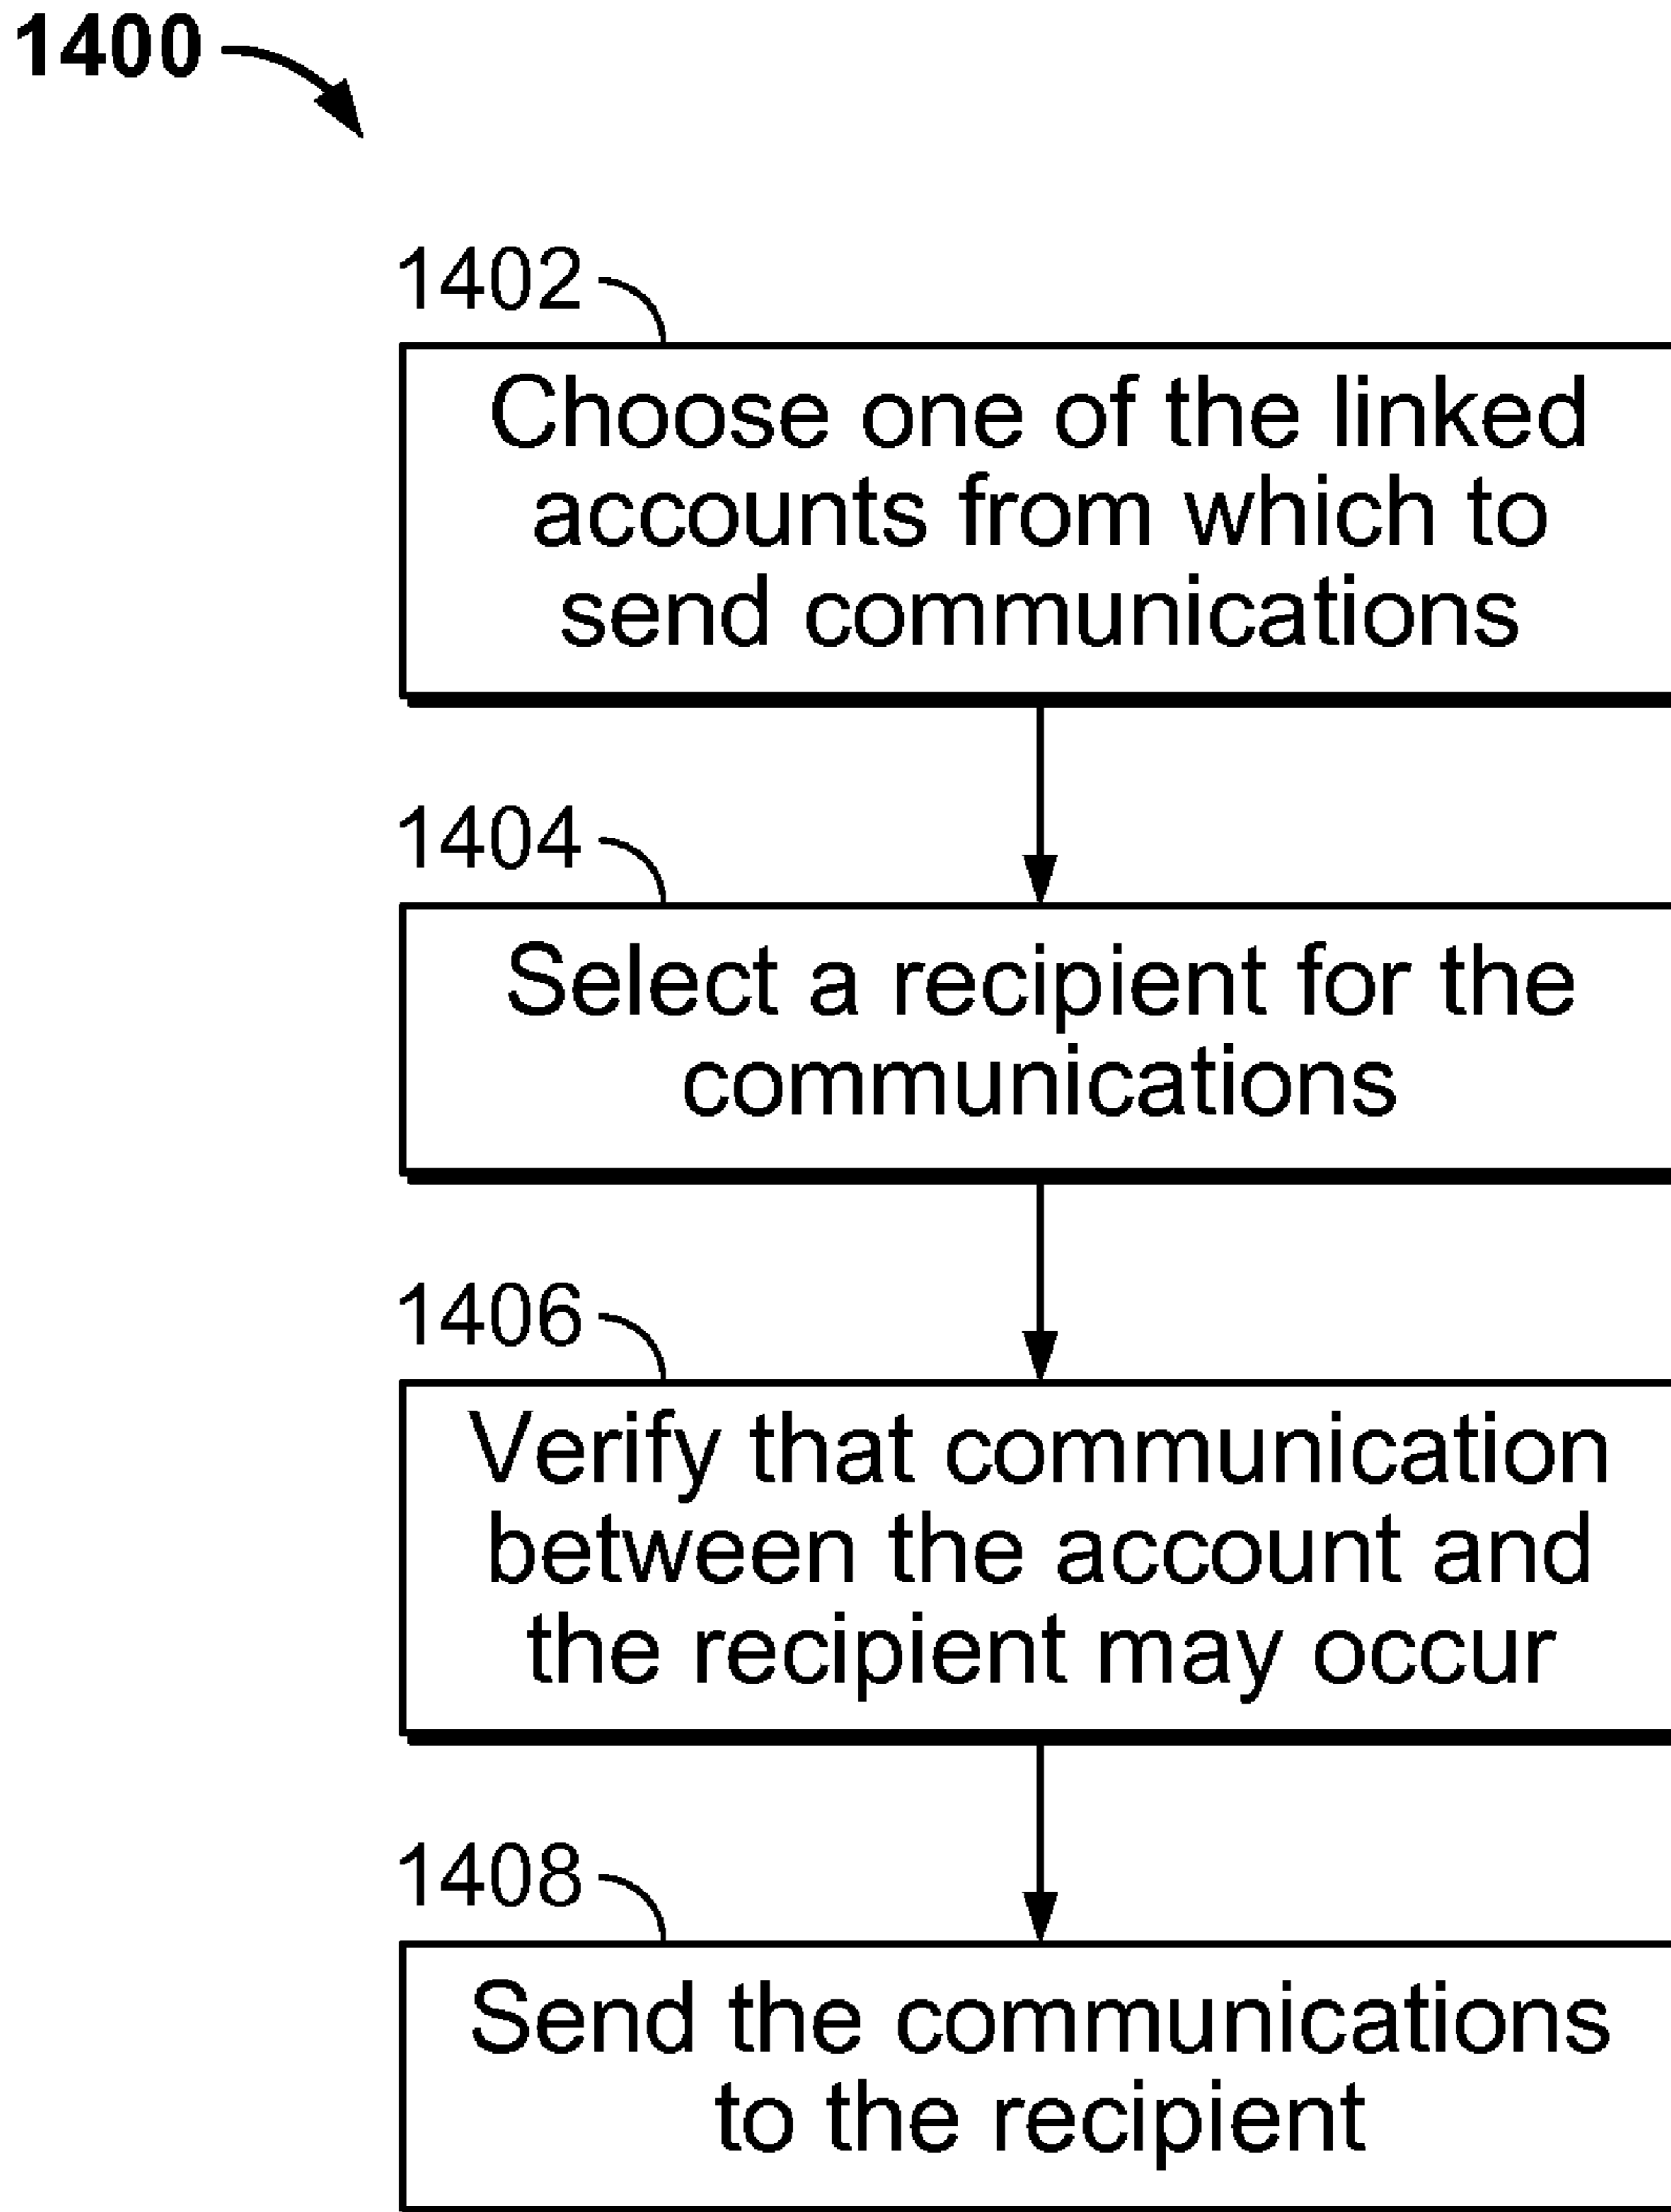 1400
1402
Choose one of the linked
accounts from which to
send communications
1404
Select a recipient for the
communications
1406
Verify that communication
between the account and
the recipient may occur
1408
Send the communications
to the recipient